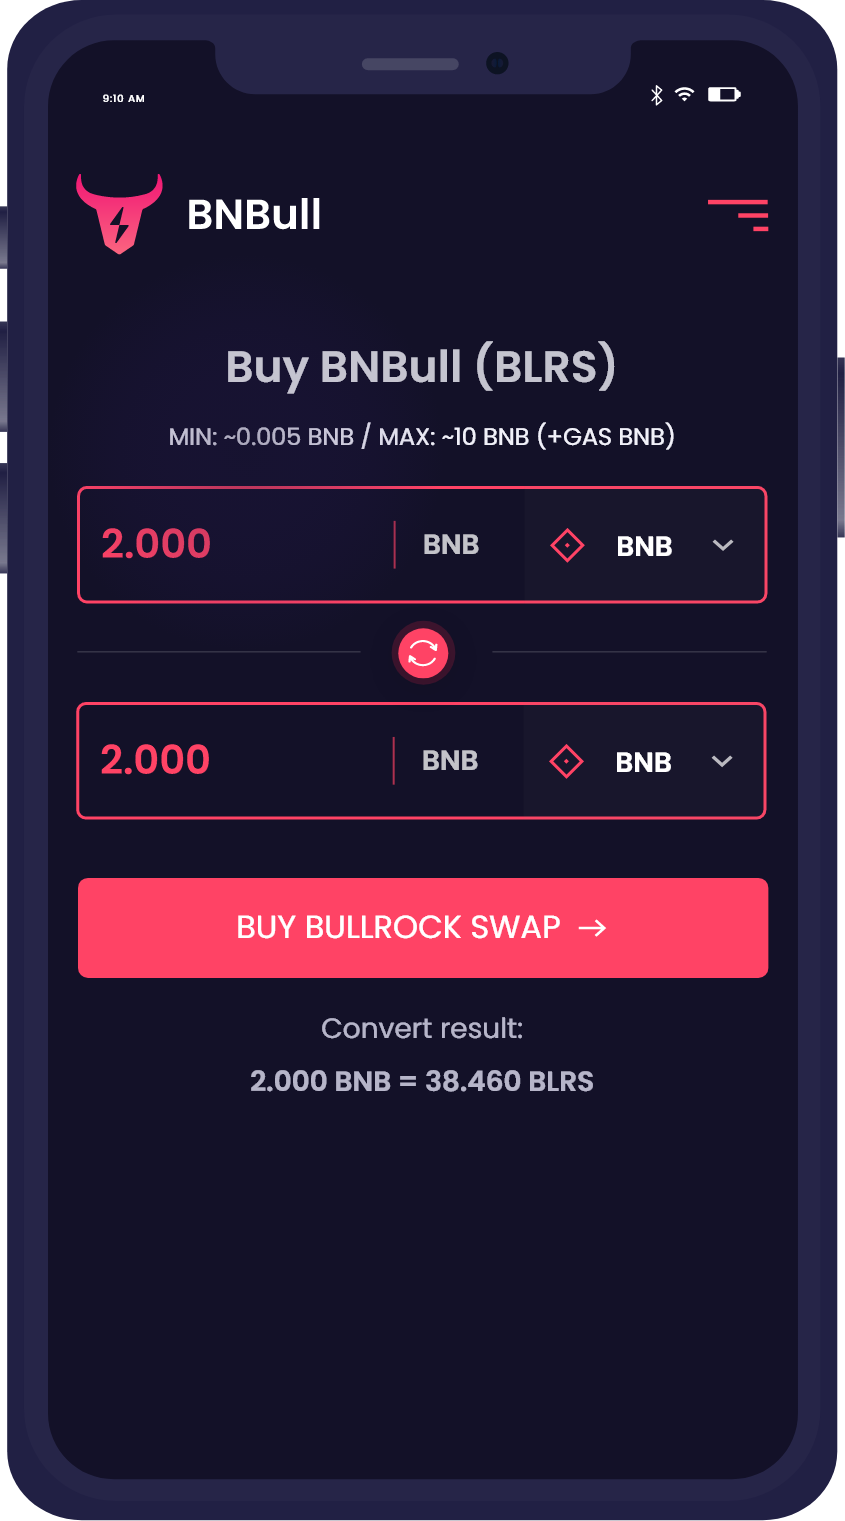 9:10 AM
BNBull
Buy BNBull (BLRS)
MIN: ~0.005 BNB / MAX: ~10 BNB (+GAS BNB)
2.000 BNB BNB
2.000 BNB BNB
BUY BULLROCK SWAP →
Convert result:
2.000 BNB = 38.460 BLRS